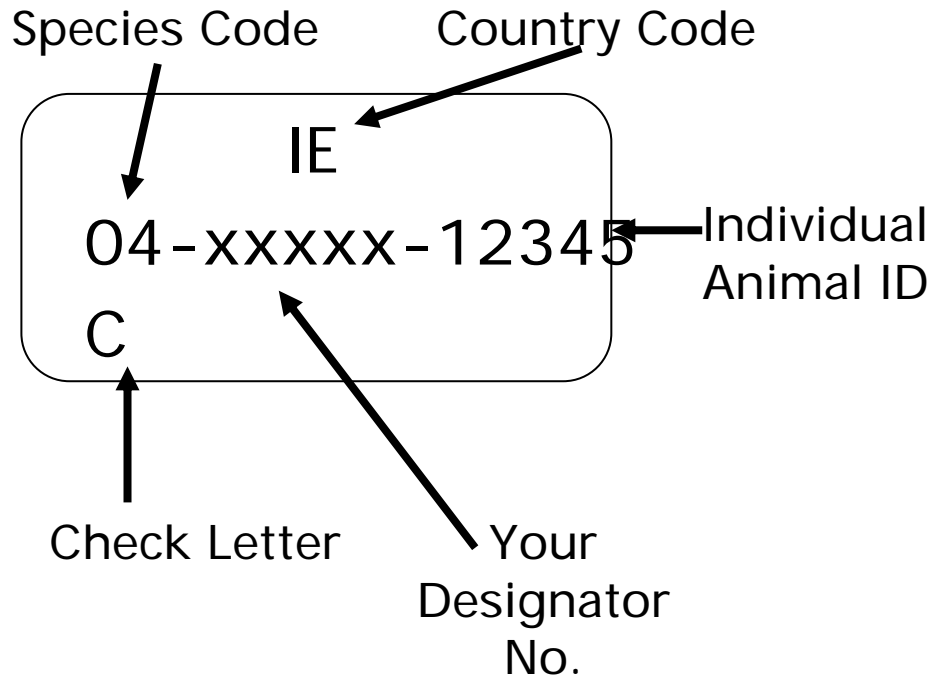 Species Code
Country Code
IE
04-xxxxx-12345
Individual
Animal ID
C
Check Letter
Your
Designator
No.